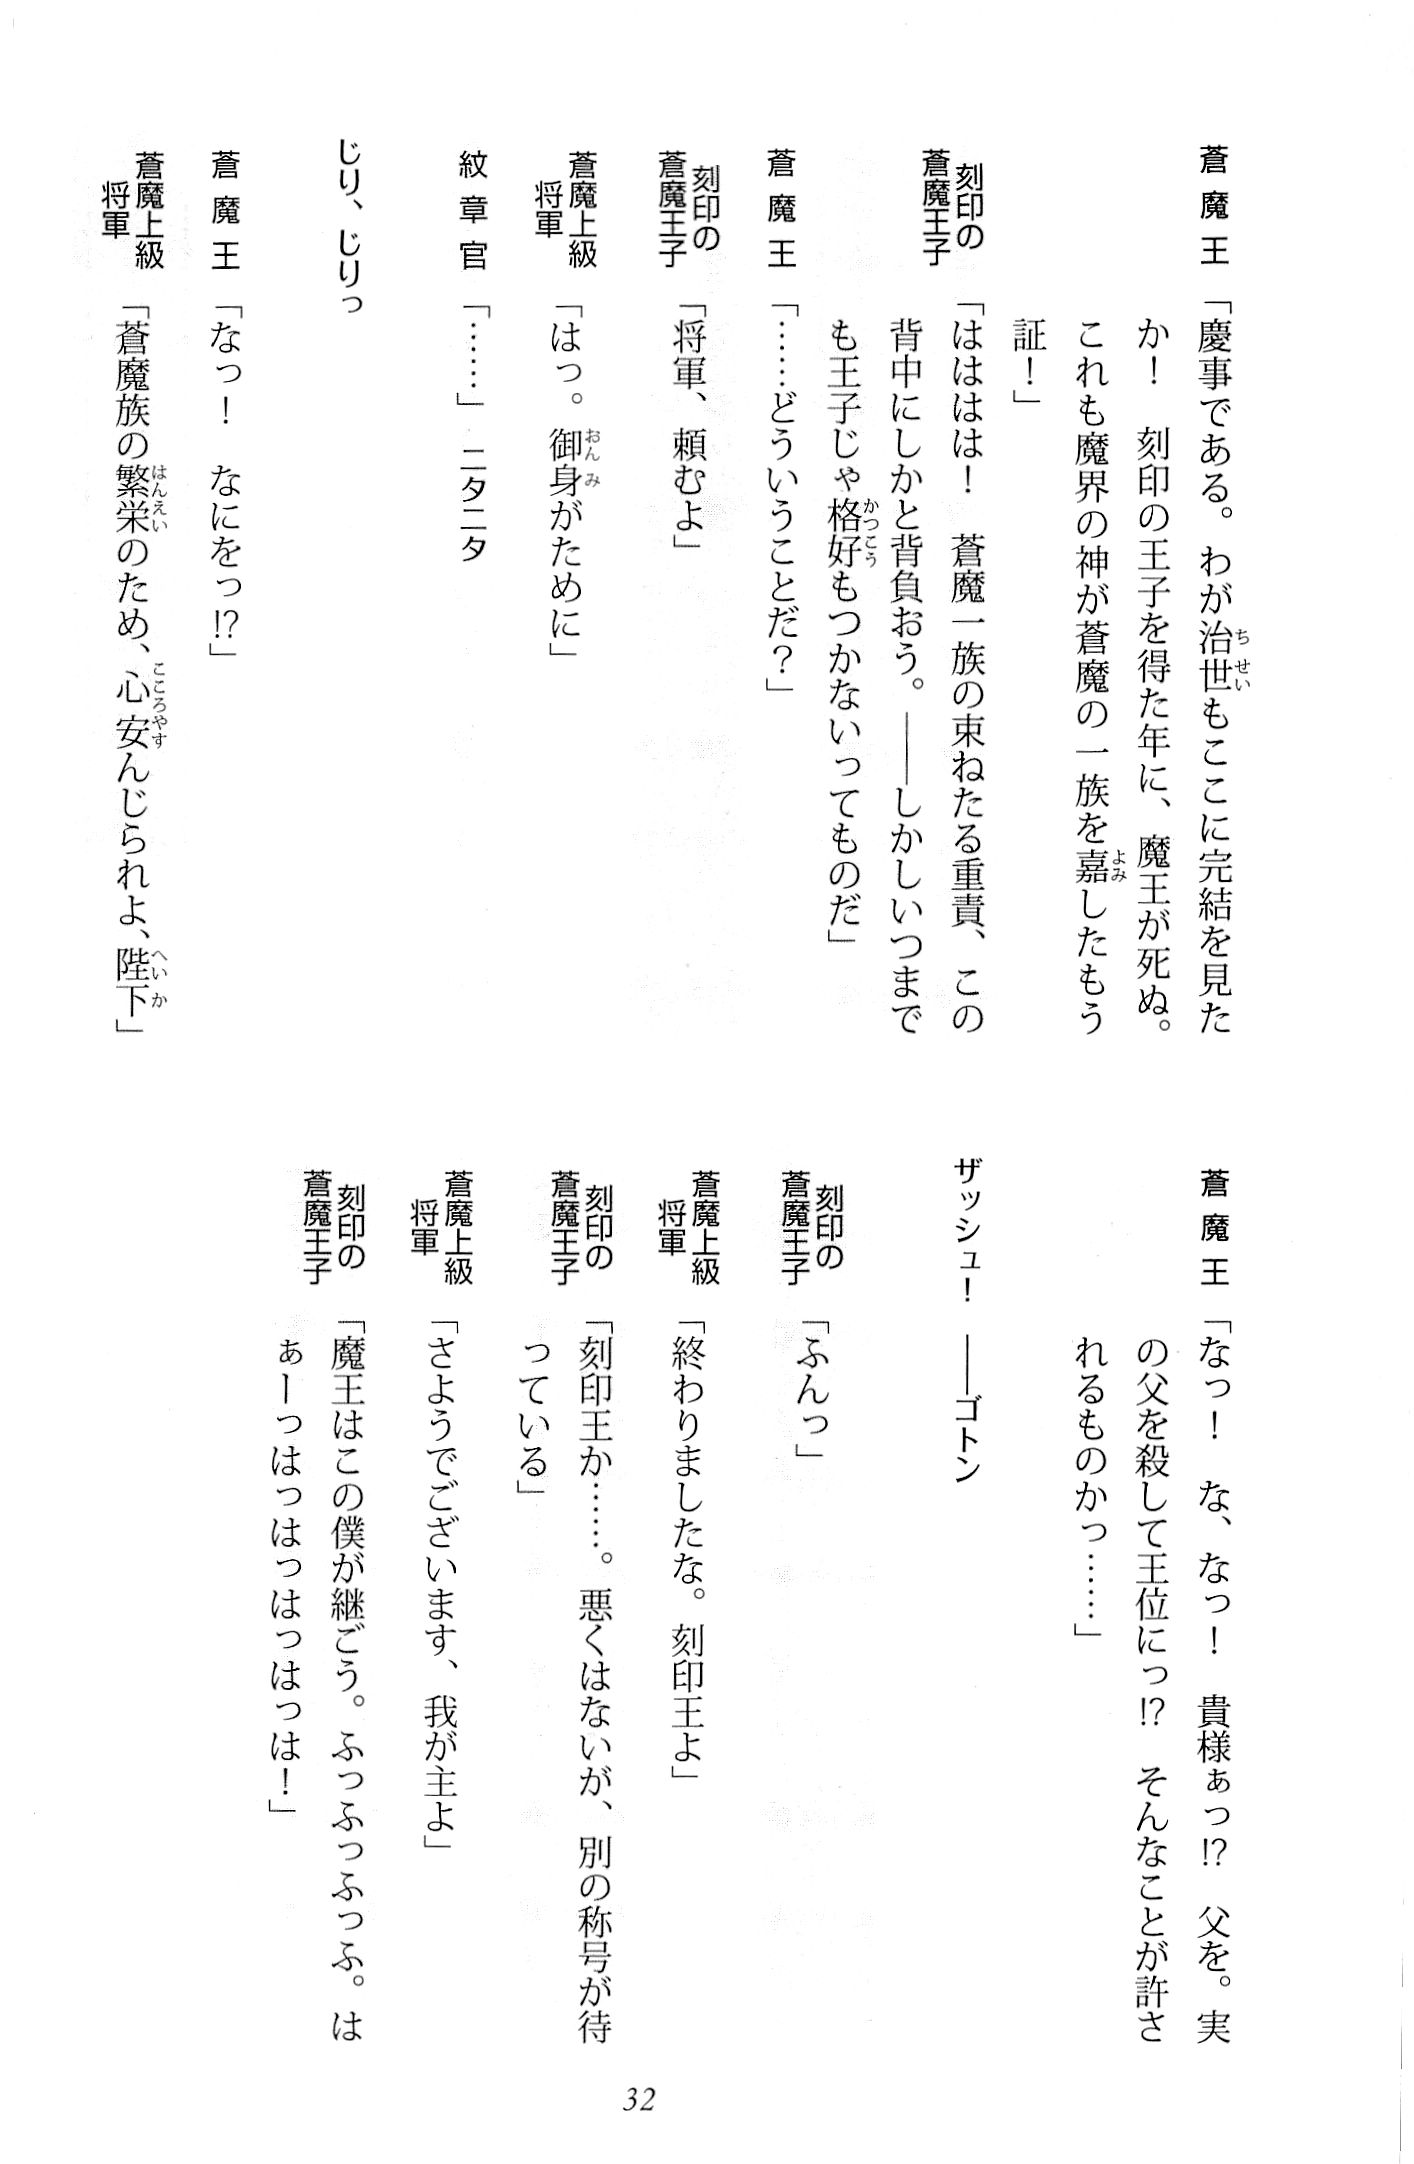 蒼魔王「慶事である。わが治世もここに完結を見た
か！　刻印の王子を得た年に、魔王が死ぬ。
これも魔界の神が蒼魔の一族を嘉したもう
証！」
刻印の蒼魔王子「はははは！　蒼魔一族の束ねたる重責、この
背中にしかと背負おう。――しかしいつまで
も王子じゃ格好もつかないってものだ」
蒼魔王「……どういうことだ？」
刻印の蒼魔王子「将軍、頼むよ」
蒼魔上級将軍「はっ。御身がために」
紋章官「……」ニタニタ
じり、じりっ
蒼魔王「なっ！　なにをっ!?」
蒼魔上級将軍「蒼魔族の繁栄のため、心安んじられよ、陛下」
蒼魔王「なっ！　な、なっ！　貴様ぁっ!?　父を。実
の父を殺して王位にっ!?　そんなことが許さ
れるものかっ……」
ザッシュ！　――ゴトン
刻印の蒼魔王子「ふんっ」
蒼魔上級将軍「終わりましたな。刻印王よ」
刻印の蒼魔王子「刻印王か……。悪くはないが、別の称号が待
っている」
蒼魔上級将軍「さようでございます、我が主よ」
刻印の蒼魔王子「魔王はこの僕が継ごう。ふっふっふっふ。は
ぁーっはっはっはっはっは！」
32